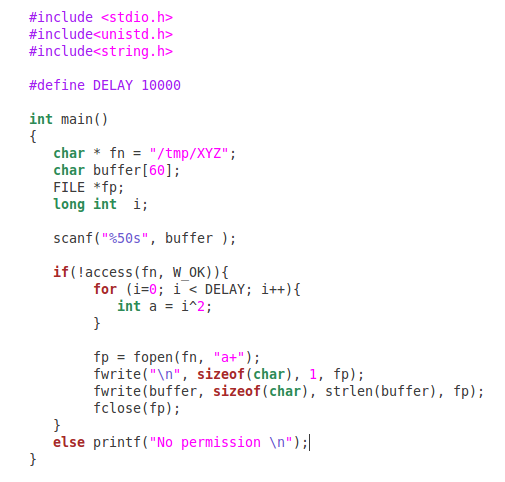 #include <stdio.h>
#include<unistd.h>
#include<string.h>

#define DELAY 10000

int main()
{
   char * fn = "/tmp/XYZ";
   char buffer[60];
   FILE *fp;
   long int  i;

   scanf("%50s", buffer );

   if(!access(fn, W_OK)){
        for (i=0; i < DELAY; i++){
           int a = i^2;
        }

        fp = fopen(fn, "a+");
        fwrite("\n", sizeof(char), 1, fp);
        fwrite(buffer, sizeof(char), strlen(buffer), fp);
        fclose(fp);
   }
   else printf("No permission \n");
}